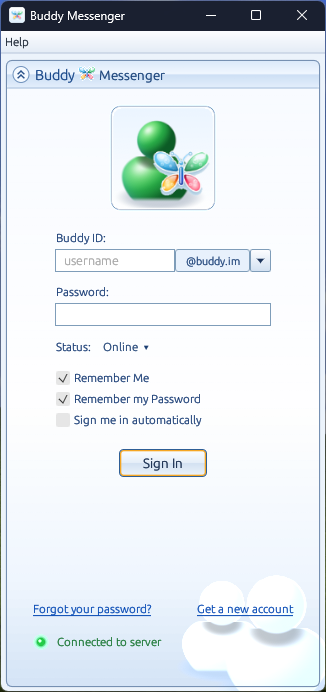 Buddy Messenger
Help
Buddy Messenger
Buddy ID:
username @buddy.im
Password:
Status: Online
Remember Me
Remember my Password
Sign me in automatically
Sign In
Forgot your password? Get a new account
Connected to server